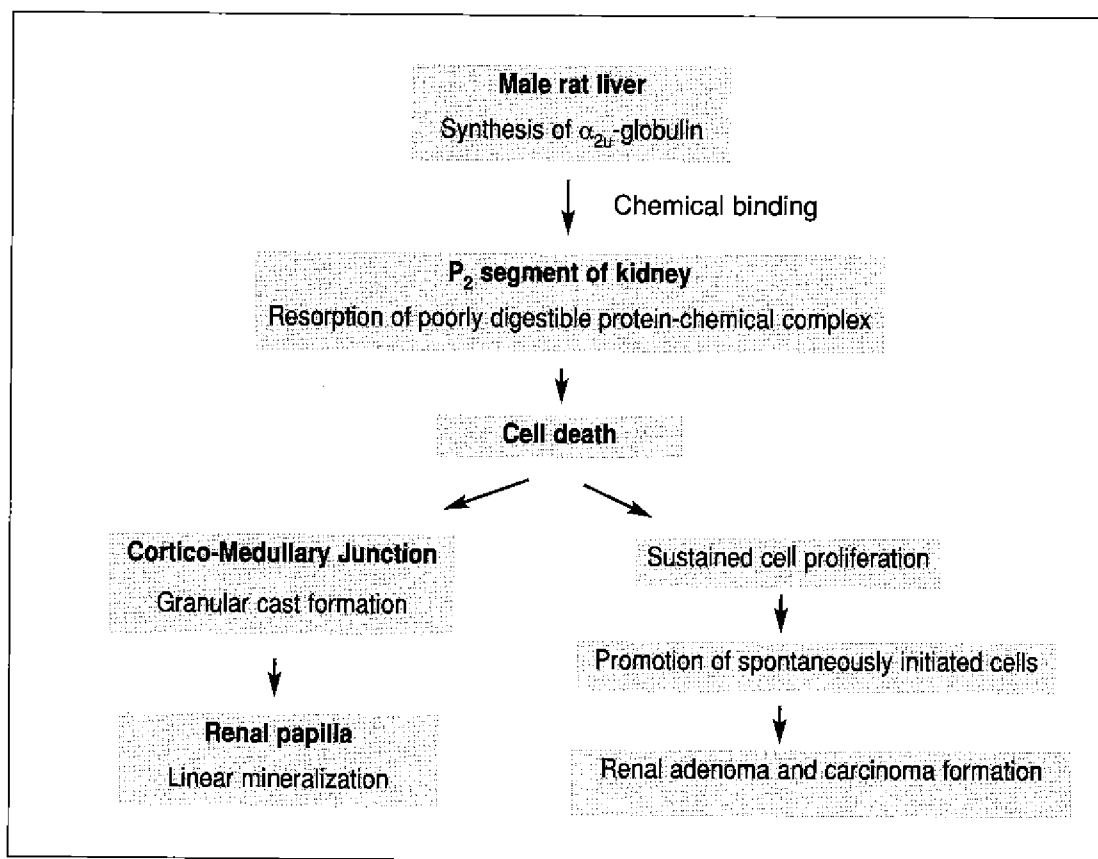 Male rat liver
Synthesis of α₂ᵤ-globulin
Chemical binding
P₂ segment of kidney
Resorption of poorly digestible protein-chemical complex
Cell death
Cortico-Medullary Junction
Granular cast formation
Renal papilla
Linear mineralization
Sustained cell proliferation
Promotion of spontaneously initiated cells
Renal adenoma and carcinoma formation